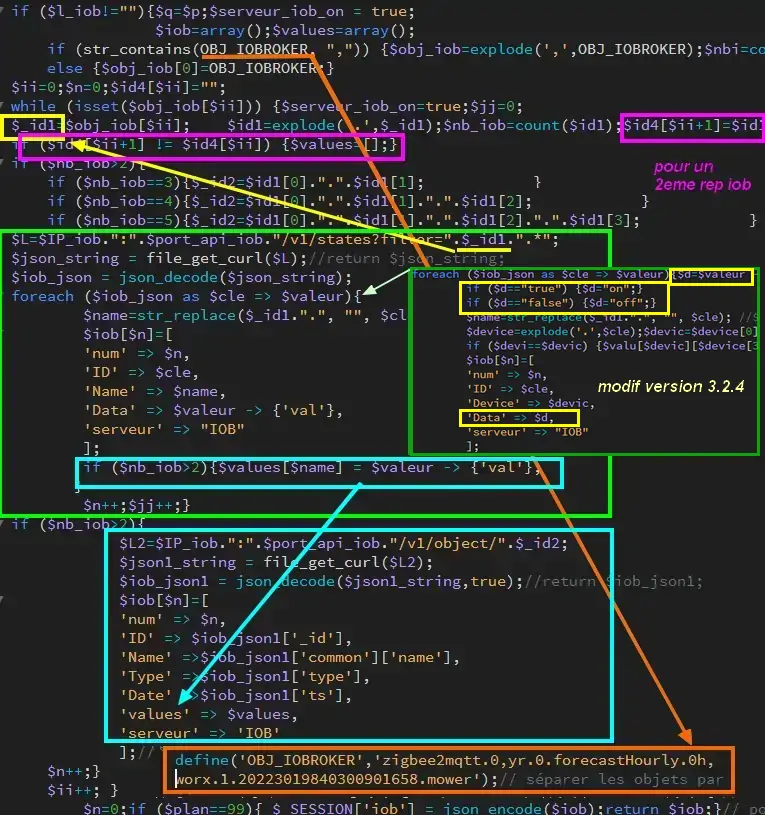 if ($l_iob!=""){$q=$p;$serveur_iob_on = true;
$iob=array();$values=array();
if (str_contains(OBJ_IOBROKER, ",")) {$obj_iob=explode(',',OBJ_IOBROKER);$nbi=co
else {$obj_iob[0]=OBJ_IOBROKER;}
$ii=0;$n=0;$id4[$ii]="";
while (isset($obj_iob[$ii])) {$serveur_iob_on=true;$jj=0;
$_id1=$obj_iob[$ii]; $id1=explode('.',$_id1);$nb_iob=count($id1);$id4[$ii+1]=$id1
if ($id4[$ii+1] != $id4[$ii]) {$values=[];}
pour un
2eme rep iob
if ($nb_iob>2){
if ($nb_iob==3){$_id2=$id1[0].".".$id1[1]; }
if ($nb_iob==4){$_id2=$id1[0].".".$id1[1].".".$id1[2]; }
if ($nb_iob==5){$_id2=$id1[0].".".$id1[1].".".$id1[2].".".$id1[3]; }
$L=$IP_iob.":".$port_api_iob."/v1/states?filter=".$_id1.".*";
$json_string = file_get_curl($L);//return $json_string;
$iob_json = json_decode($json_string);
foreach ($iob_json as $cle => $valeur){
$name=str_replace($_id1.".", "", $cl
$iob[$n]=[
'num' => $n,
'ID' => $cle,
'Name' => $name,
'Data' => $valeur -> {'val'},
'serveur' => "IOB"
];
if ($nb_iob>2){$values[$name] = $valeur -> {'val'};
}
$n++;$jj++;}
foreach ($iob_json as $cle => $valeur){$d=$valeur
if ($d=="true") {$d="on";}
if ($d=="false") {$d="off";}
$name=str_replace($_id1.".", "", $cle); //$
$device=explode('.',$cle);$devic=$device[0]
if ($devi==$devic) {$valu[$devic][$device[3
$iob[$n]=[
'num' => $n,
'ID' => $cle,
'Device' => $devic,
'Data' => $d,
'serveur' => "IOB"
];
modif version 3.2.4
if ($nb_iob>2){
$L2=$IP_iob.":".$port_api_iob."/v1/object/".$_id2;
$json1_string = file_get_curl($L2);
$iob_json1 = json_decode($json1_string,true);//return $iob_json1;
$iob[$n]=[
'num' => $n,
'ID' => $iob_json1['_id'],
'Name' =>$iob_json1['common']['name'],
'Type' =>$iob_json1['type'],
'Date' =>$iob_json1['ts'],
'values' => $values,
'serveur' => 'IOB'
];//
define('OBJ_IOBROKER','zigbee2mqtt.0,yr.0.forecastHourly.0h,
worx.1.20223019840300901658.mower');// séparer les objets par
$n++;}
$ii++; }
$n=0;if ($plan==99){ $_SESSION['iob'] = json_encode($iob);return $iob;}// po